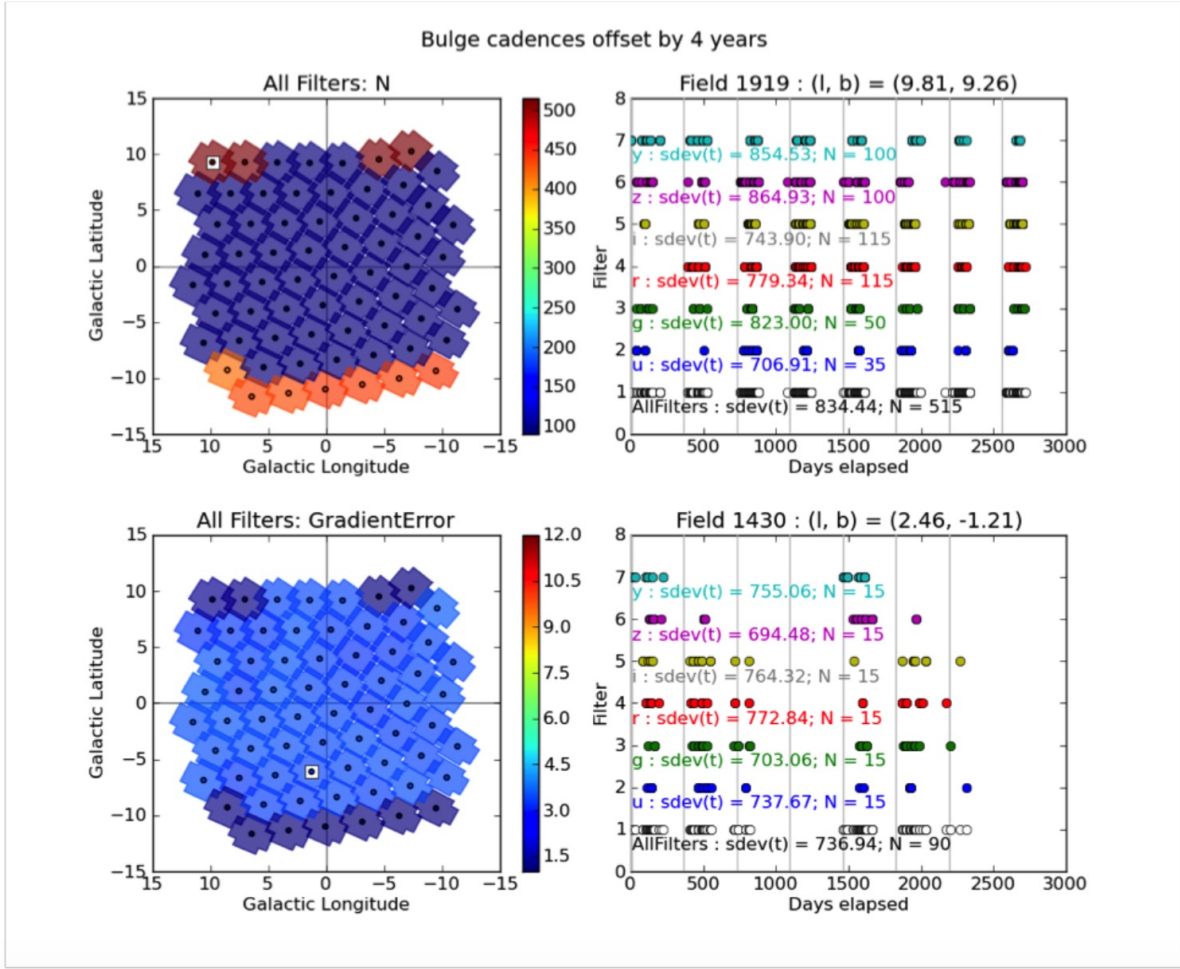 Bulge cadences offset by 4 years
All Filters: N
15
10
5
0
−5
−10
−15
15 10 5 0 −5 −10 −15
Galactic Latitude
Galactic Longitude
500
450
400
350
300
250
200
150
100
Field 1919 : (l, b) = (9.81, 9.26)
8
7
6
5
4
3
2
1
0
Filter
y : sdev(t) = 854.53; N = 100
z : sdev(t) = 864.93; N = 100
i : sdev(t) = 743.90; N = 115
r : sdev(t) = 779.34; N = 115
g : sdev(t) = 823.00; N = 50
u : sdev(t) = 706.91; N = 35
AllFilters : sdev(t) = 834.44; N = 515
0 500 1000 1500 2000 2500 3000
Days elapsed
All Filters: GradientError
15
10
5
0
−5
−10
−15
15 10 5 0 −5 −10 −15
Galactic Latitude
Galactic Longitude
12.0
10.5
9.0
7.5
6.0
4.5
3.0
1.5
Field 1430 : (l, b) = (2.46, -1.21)
8
7
6
5
4
3
2
1
0
Filter
y : sdev(t) = 755.06; N = 15
z : sdev(t) = 694.48; N = 15
i : sdev(t) = 764.32; N = 15
r : sdev(t) = 772.84; N = 15
g : sdev(t) = 703.06; N = 15
u : sdev(t) = 737.67; N = 15
AllFilters : sdev(t) = 736.94; N = 90
0 500 1000 1500 2000 2500 3000
Days elapsed